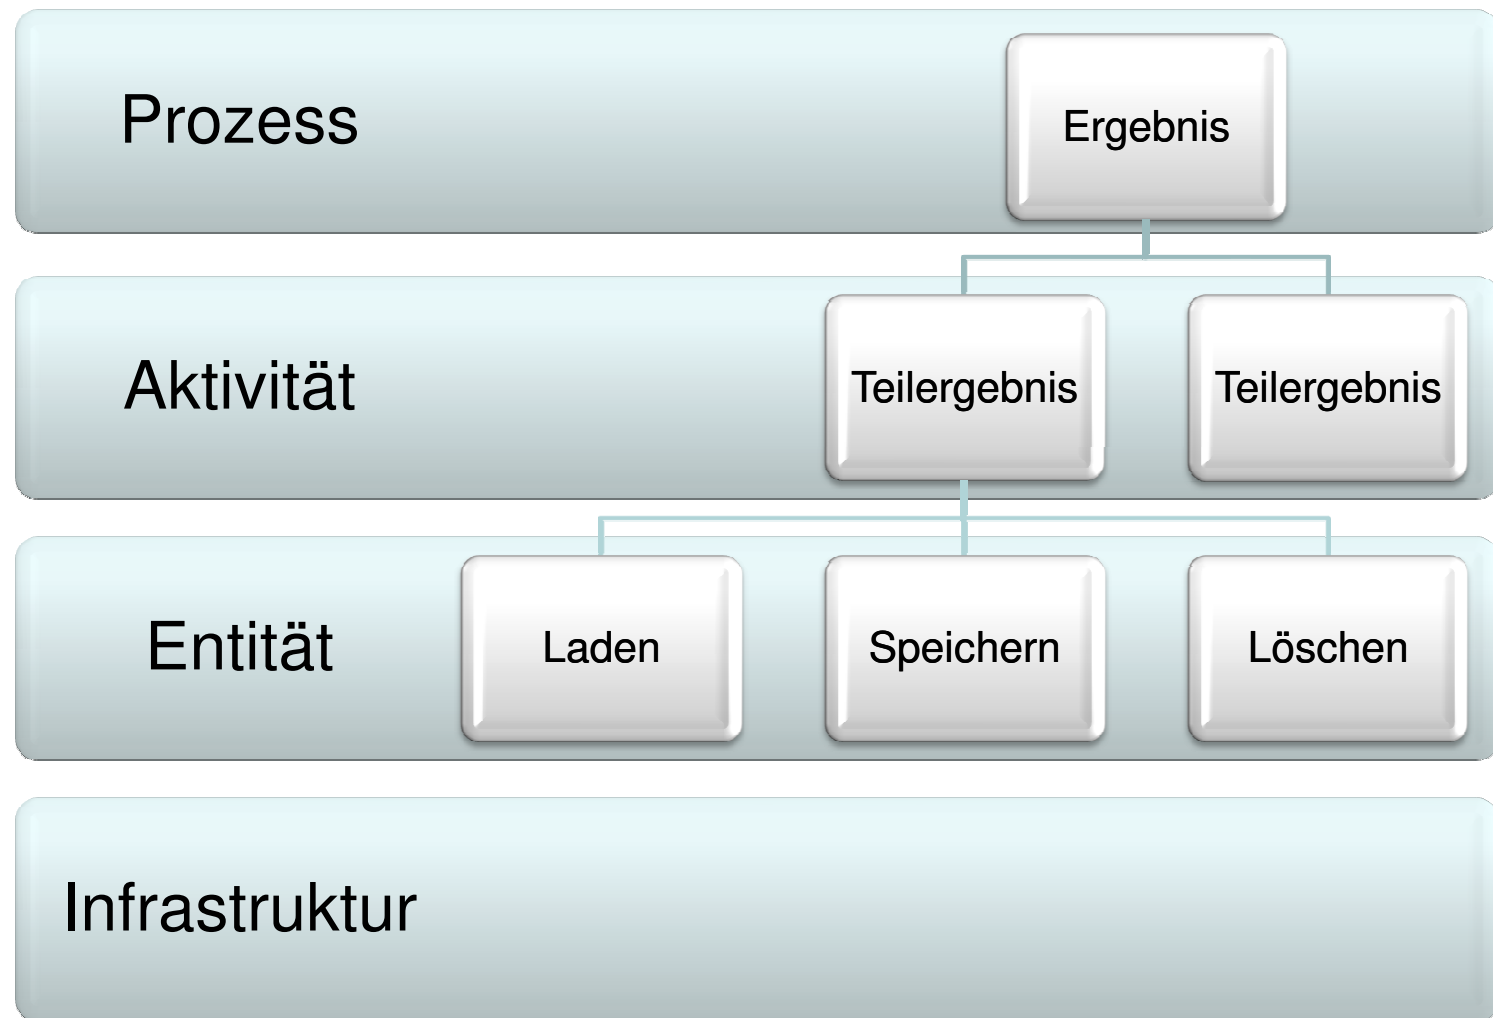 Prozess
Ergebnis
Aktivität
Teilergebnis
Teilergebnis
Entität
Laden
Speichern
Löschen
Infrastruktur